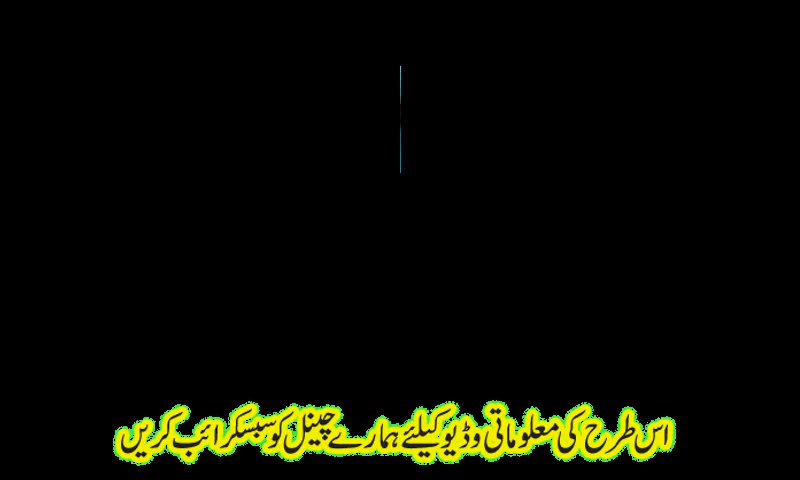 اس طرح کی معلوماتی وڈیو کیلئے ہمارے چینل کو سبسکرائب کریں